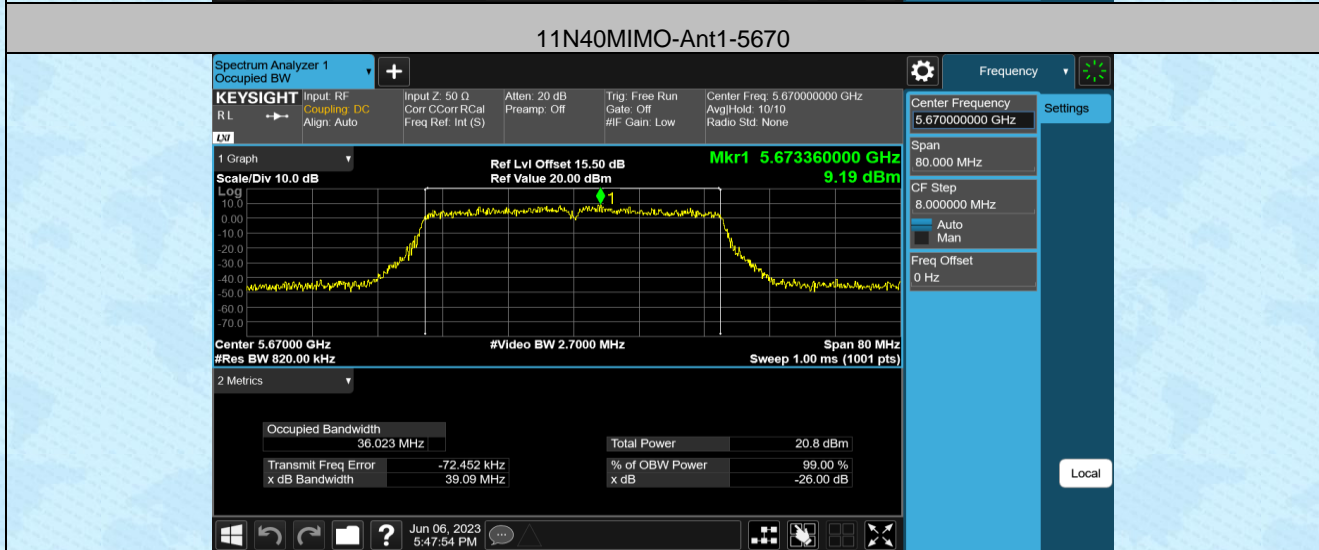 11N40MIMO-Ant1-5670
Spectrum Analyzer 1
Occupied BW
+
Frequency
KEYSIGHT
R L
LXI
Input: RF
Coupling: DC
Align: Auto
Input Z: 50 Ω
Corr CCorr RCal
Freq Ref: Int (S)
Atten: 20 dB
Preamp: Off
Trig: Free Run
Gate: Off
#IF Gain: Low
Center Freq: 5.670000000 GHz
Avg|Hold: 10/10
Radio Std: None
Center Frequency
5.670000000 GHz
Settings
Span
80.000 MHz
CF Step
8.000000 MHz
Auto
Man
Freq Offset
0 Hz
1 Graph
Scale/Div 10.0 dB
Ref Lvl Offset 15.50 dB
Ref Value 20.00 dBm
Mkr1 5.673360000 GHz
9.19 dBm
Log
10.0
0.00
-10.0
-20.0
-30.0
-40.0
-50.0
-60.0
-70.0
1
Center 5.67000 GHz
#Res BW 820.00 kHz
#Video BW 2.7000 MHz
Span 80 MHz
Sweep 1.00 ms (1001 pts)
2 Metrics
Occupied Bandwidth
36.023 MHz
Total Power 20.8 dBm
Transmit Freq Error -72.452 kHz
% of OBW Power 99.00 %
x dB Bandwidth 39.09 MHz
x dB -26.00 dB
Local
?
Jun 06, 2023
5:47:54 PM